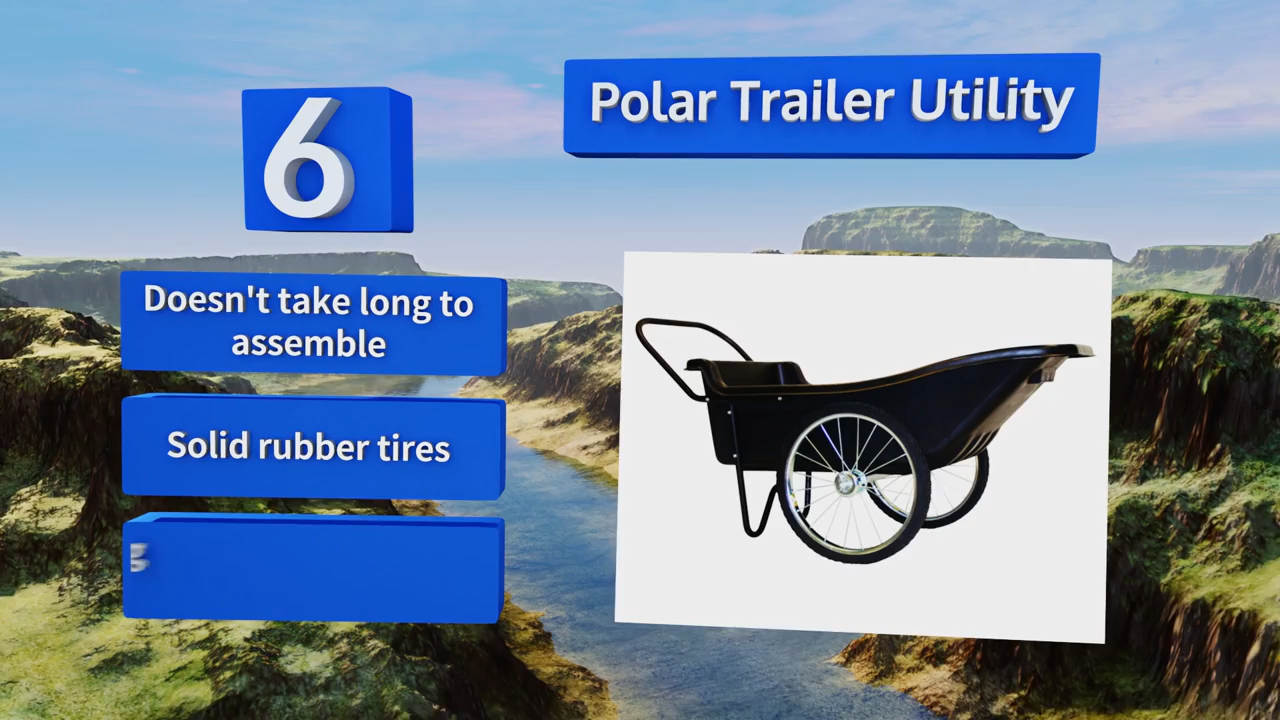 6
Polar Trailer Utility
Doesn't take long to
assemble
Solid rubber tires